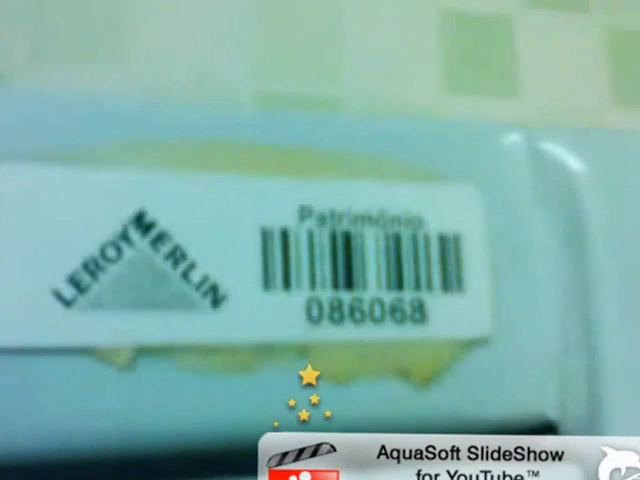 LEROY MERLIN
Patrimônio
086068
AquaSoft SlideShow
for YouTube™